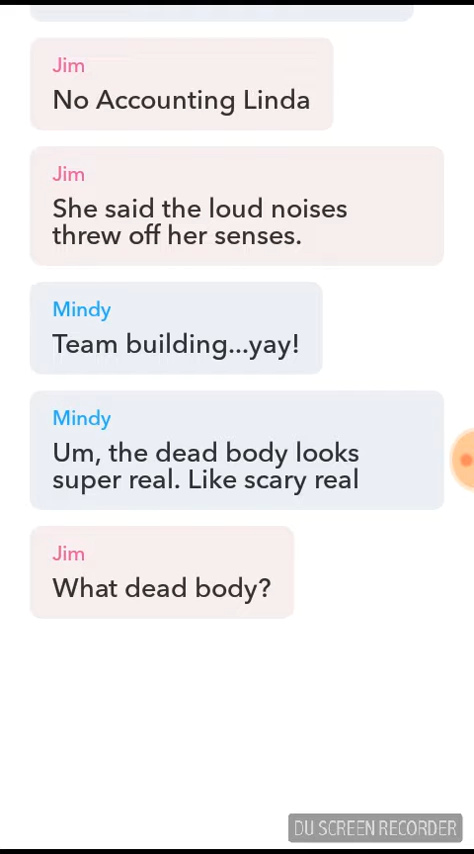 Jim
No Accounting Linda
Jim
She said the loud noises
threw off her senses.
Mindy
Team building...yay!
Mindy
Um, the dead body looks
super real. Like scary real
Jim
What dead body?
DU SCREEN RECORDER